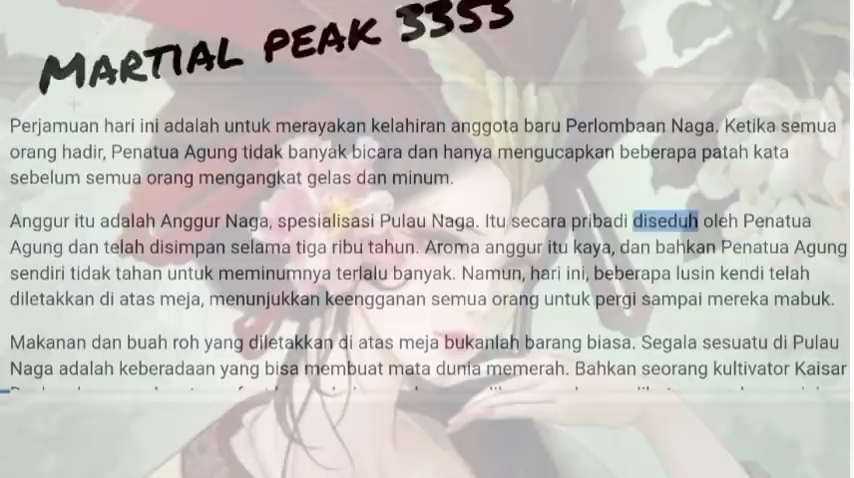 MARTIAL PEAK 3353
Perjamuan hari ini adalah untuk merayakan kelahiran anggota baru Perlombaan Naga. Ketika semua
orang hadir, Penatua Agung tidak banyak bicara dan hanya mengucapkan beberapa patah kata
sebelum semua orang mengangkat gelas dan minum.
Anggur itu adalah Anggur Naga, spesialisasi Pulau Naga. Itu secara pribadi diseduh oleh Penatua
Agung dan telah disimpan selama tiga ribu tahun. Aroma anggur itu kaya, dan bahkan Penatua Agung
sendiri tidak tahan untuk meminumnya terlalu banyak. Namun, hari ini, beberapa lusin kendi telah
diletakkan di atas meja, menunjukkan keengganan semua orang untuk pergi sampai mereka mabuk.
Makanan dan buah roh yang diletakkan di atas meja bukanlah barang biasa. Segala sesuatu di Pulau
Naga adalah keberadaan yang bisa membuat mata dunia memerah. Bahkan seorang kultivator Kaisar